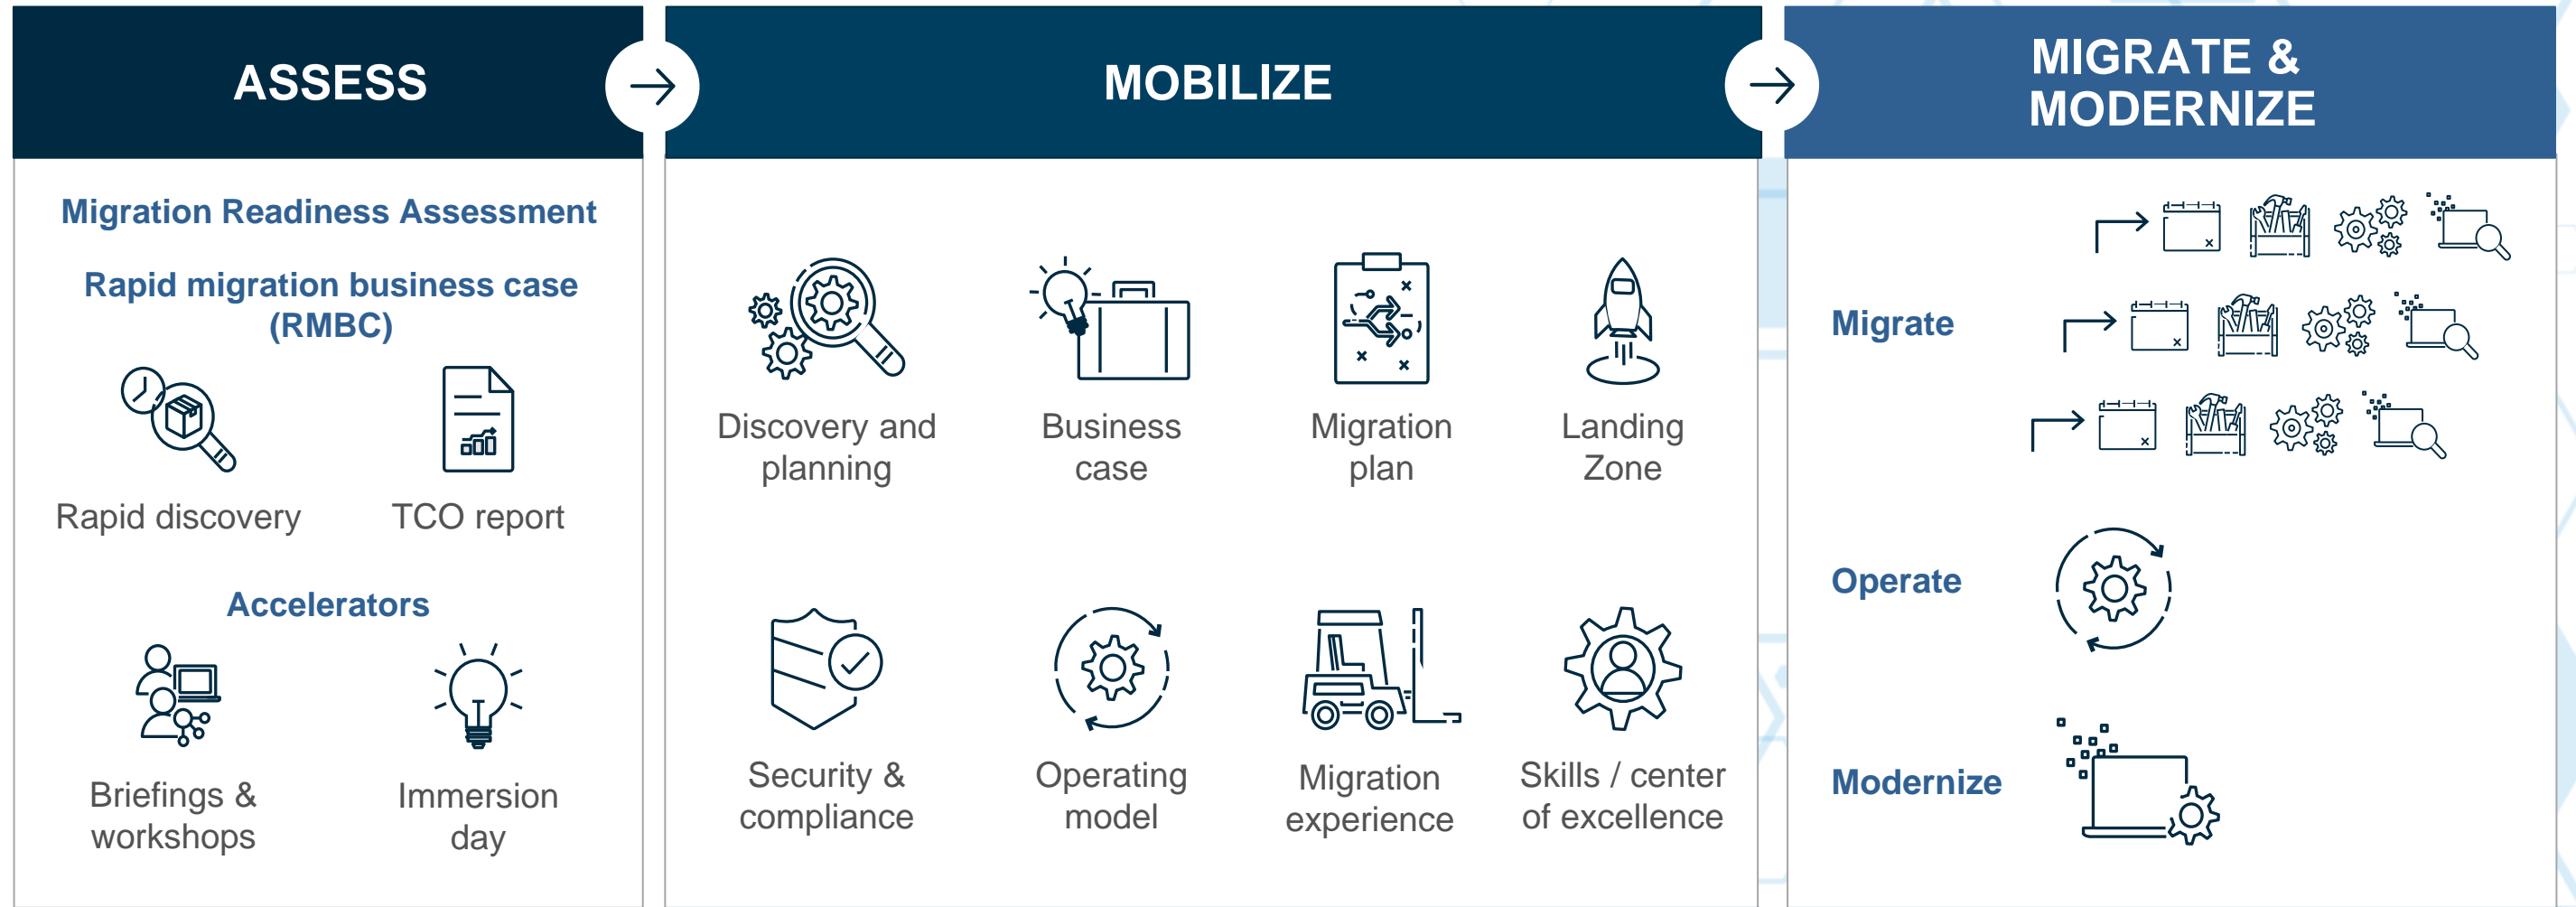 ASSESS
MOBILIZE
MIGRATE &
MODERNIZE
Migration Readiness Assessment
Rapid migration business case
(RMBC)
Rapid discovery
TCO report
Accelerators
Briefings &
workshops
Immersion
day
Discovery and
planning
Business
case
Migration
plan
Landing
Zone
Security &
compliance
Operating
model
Migration
experience
Skills / center
of excellence
Migrate
Operate
Modernize